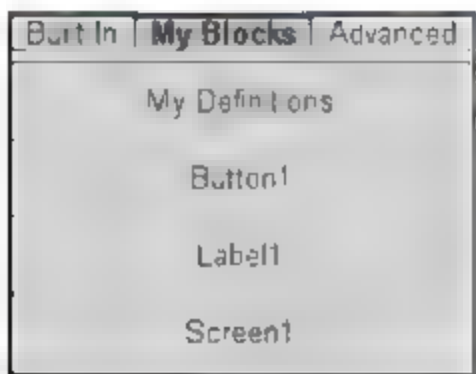 Built In My Blocks Advanced
My Definitions
Button1
Label1
Screen1